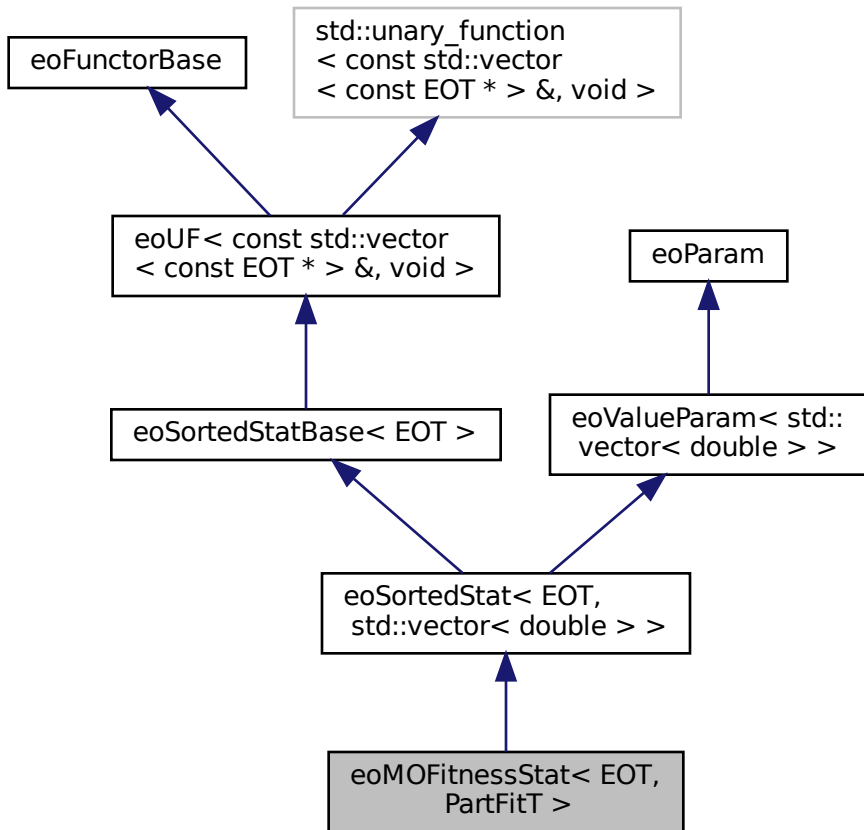 std::unary_function
< const std::vector
< const EOT * > &, void >
eoFunctorBase
eoUF< const std::vector
< const EOT * > &, void >
eoParam
eoSortedStatBase< EOT >
eoValueParam< std::
vector< double > >
eoSortedStat< EOT,
std::vector< double > >
eoMOFitnessStat< EOT,
PartFitT >